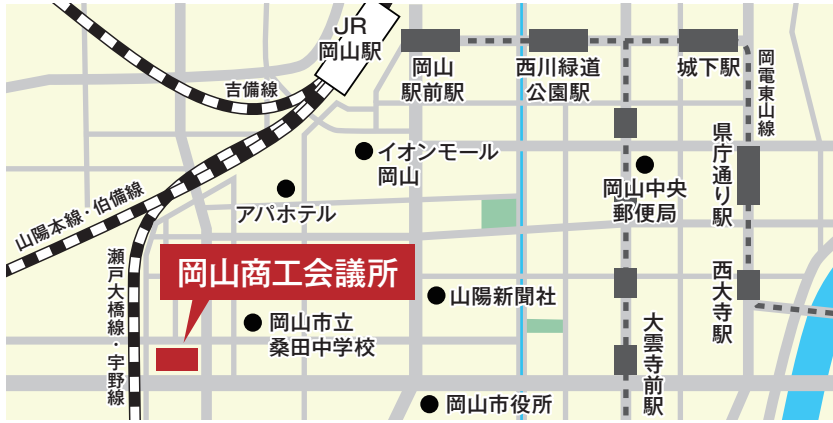 JR
岡山駅
岡山
駅前駅
西川緑道
公園駅
城下駅
岡電東山線
吉備線
県庁通り駅
イオンモール
岡山
岡山中央
郵便局
アパホテル
山陽本線・伯備線
瀬戸大橋線・宇野線
岡山商工会議所
西大寺駅
山陽新聞社
岡山市立
桑田中学校
大雲寺前駅
岡山市役所